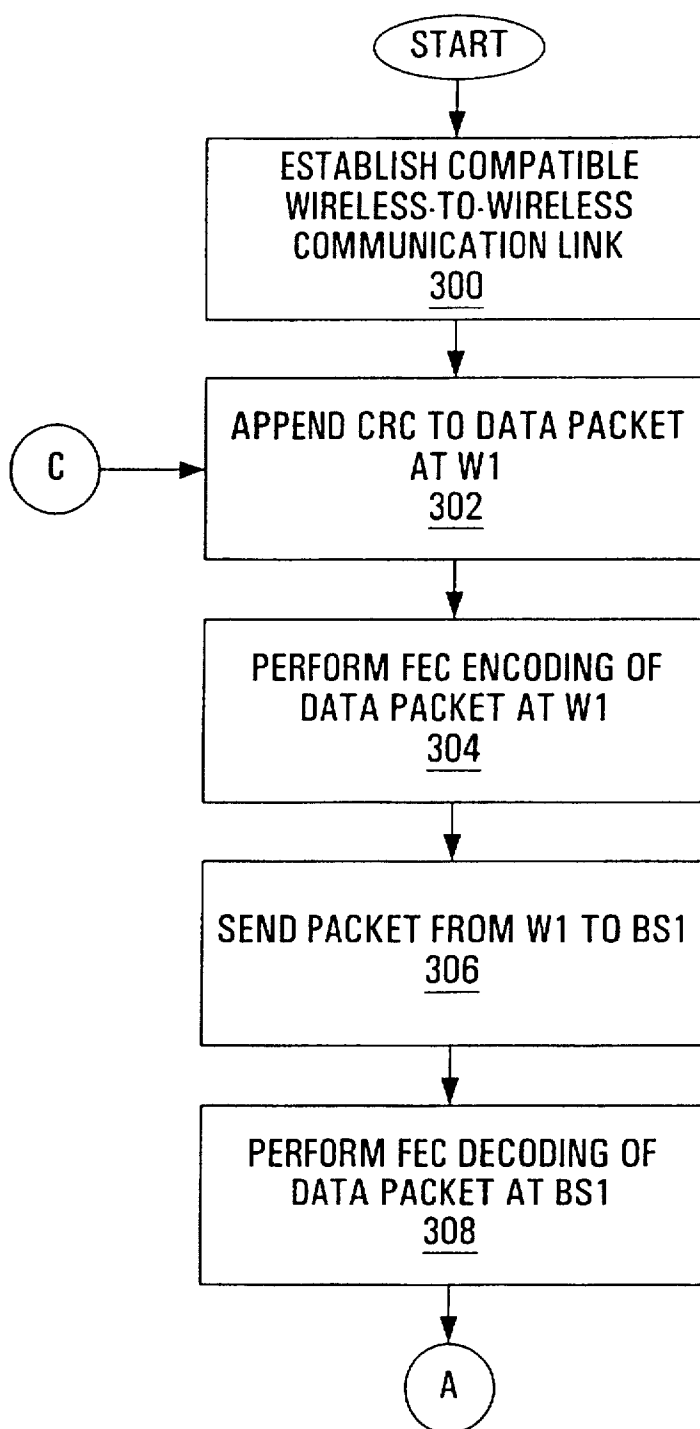 START
ESTABLISH COMPATIBLE
WIRELESS-TO-WIRELESS
COMMUNICATION LINK
300
C
APPEND CRC TO DATA PACKET
AT W1
302
PERFORM FEC ENCODING OF
DATA PACKET AT W1
304
SEND PACKET FROM W1 TO BS1
306
PERFORM FEC DECODING OF
DATA PACKET AT BS1
308
A